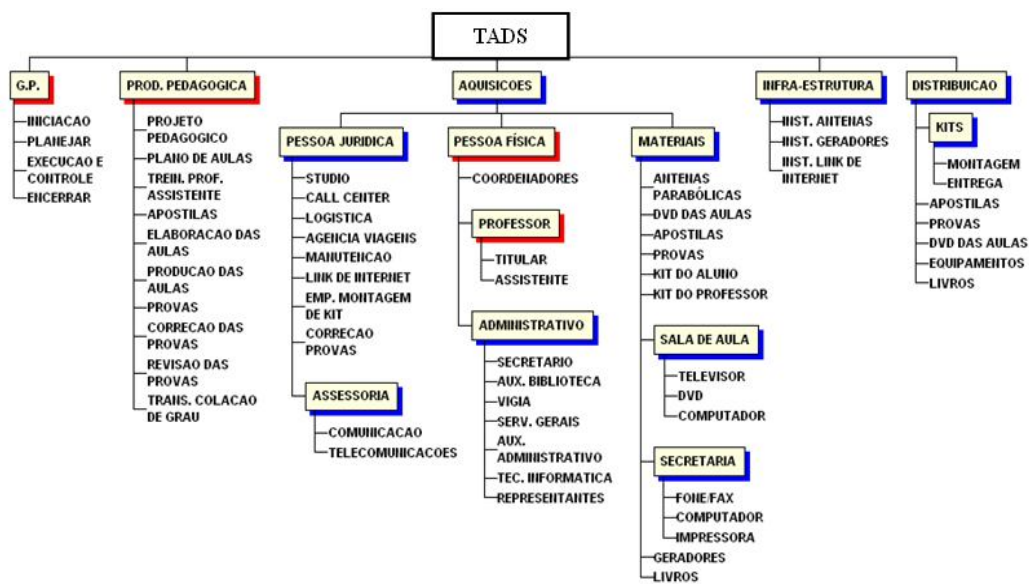 TADS
G.P.
INICIACAO
PLANEJAR
EXECUCAO E
CONTROLE
ENCERRAR
PROD. PEDAGOGICA
PROJETO
PEDAGOGICO
PLANO DE AULAS
TREIN. PROF.
ASSISTENTE
APOSTILAS
ELABORACAO DAS
AULAS
PRODUCAO DAS
AULAS
PROVAS
CORRECAO DAS
PROVAS
REVISAO DAS
PROVAS
TRANS. COLACAO
DE GRAU
AQUISICOES
PESSOA JURIDICA
STUDIO
CALL CENTER
LOGISTICA
AGENCIA VIAGENS
MANUTENCAO
LINK DE INTERNET
EMP. MONTAGEM
DE KIT
CORRECAO
PROVAS
ASSESSORIA
COMUNICACAO
TELECOMUNICACOES
PESSOA FÍSICA
COORDENADORES
PROFESSOR
TITULAR
ASSISTENTE
ADMINISTRATIVO
SECRETARIO
AUX. BIBLIOTECA
VIGIA
SERV. GERAIS
AUX.
ADMINISTRATIVO
TEC. INFORMATICA
REPRESENTANTES
MATERIAIS
ANTENAS
PARABÓLICAS
DVD DAS AULAS
APOSTILAS
PROVAS
KIT DO ALUNO
KIT DO PROFESSOR
SALA DE AULA
TELEVISOR
DVD
COMPUTADOR
SECRETARIA
FONE/FAX
COMPUTADOR
IMPRESSORA
GERADORES
LIVROS
INFRA-ESTRUTURA
INST. ANTENAS
INST. GERADORES
INST. LINK DE
INTERNET
DISTRIBUICAO
KITS
MONTAGEM
ENTREGA
APOSTILAS
PROVAS
DVD DAS AULAS
EQUIPAMENTOS
LIVROS